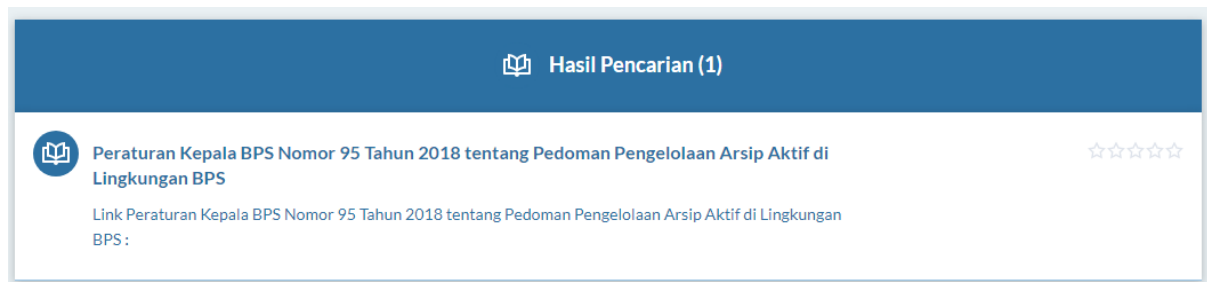 Hasil Pencarian (1)
Peraturan Kepala BPS Nomor 95 Tahun 2018 tentang Pedoman Pengelolaan Arsip Aktif di
Lingkungan BPS
Link Peraturan Kepala BPS Nomor 95 Tahun 2018 tentang Pedoman Pengelolaan Arsip Aktif di Lingkungan
BPS :